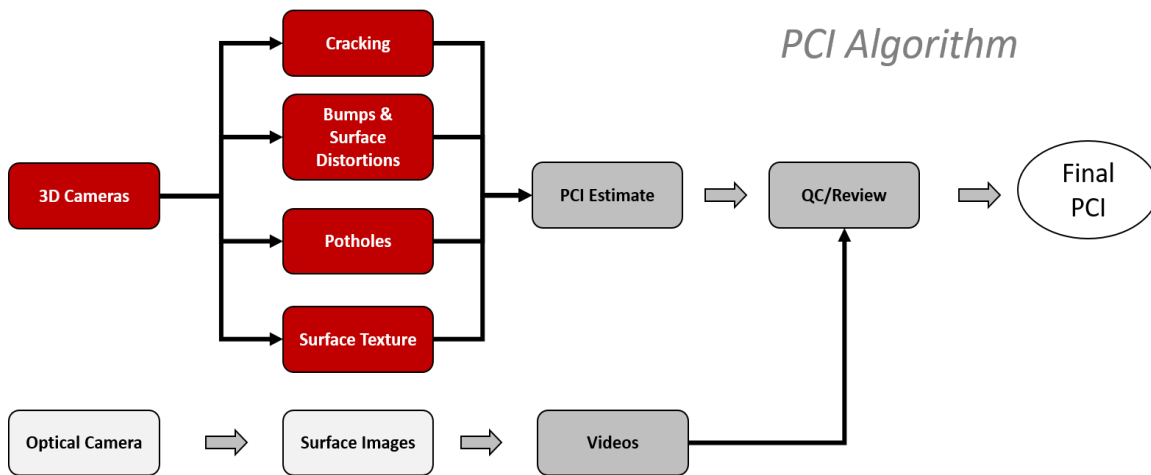 PCI Algorithm
Cracking
Bumps &
Surface
Distortions
3D Cameras
PCI Estimate
QC/Review
Final
PCI
Potholes
Surface Texture
Optical Camera
Surface Images
Videos